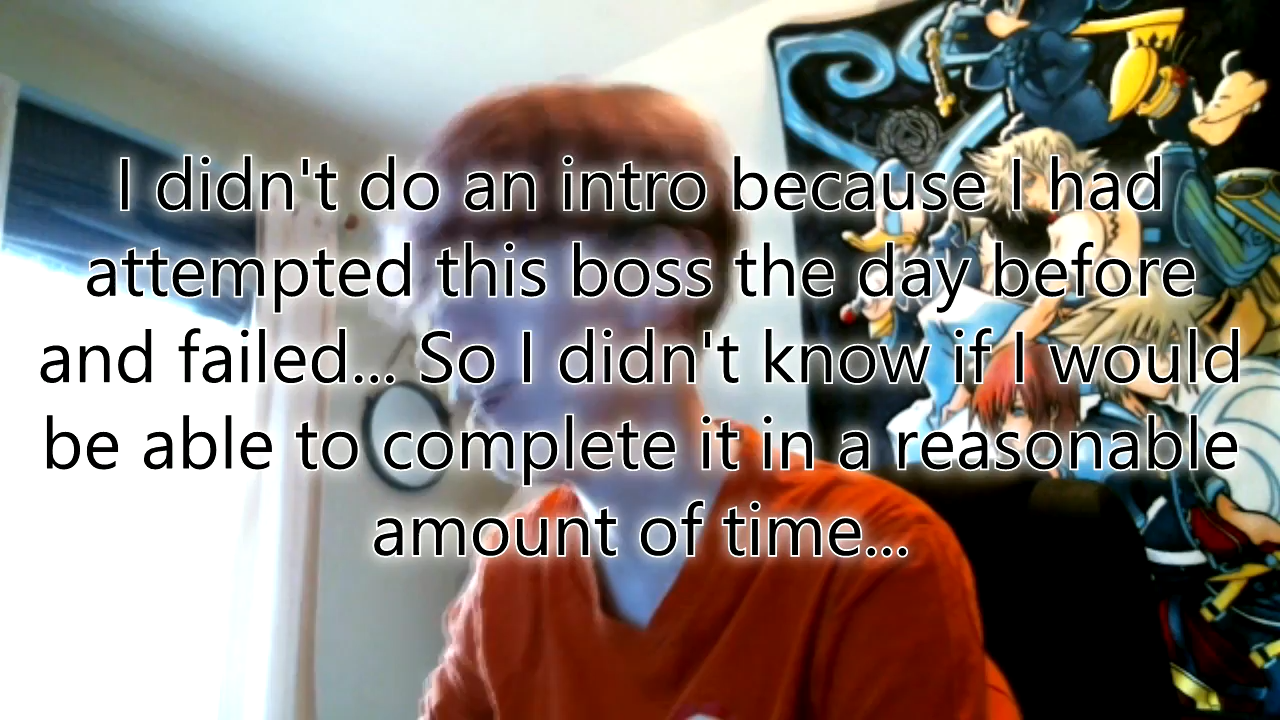 I didn't do an intro because I had
attempted this boss the day before
and failed... So I didn't know if I would
be able to complete it in a reasonable
amount of time...